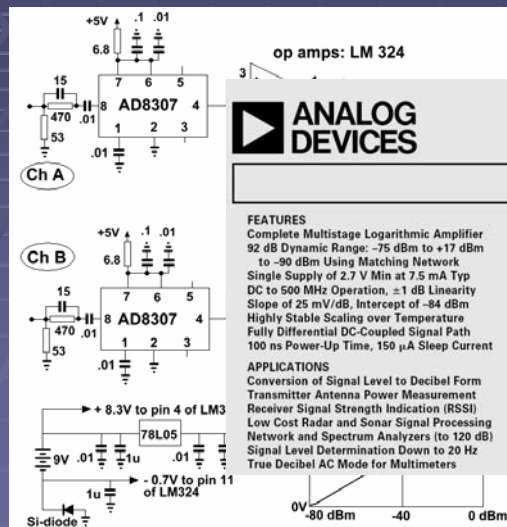 +5V
.1 .01
6.8
7 6 5
15
8 AD8307 4
470 .01
1 2 3
53
.01
Ch A
op amps: LM 324
3
ANALOG
DEVICES
FEATURES
Complete Multistage Logarithmic Amplifier
92 dB Dynamic Range: –75 dBm to +17 dBm
to –90 dBm Using Matching Network
Single Supply of 2.7 V Min at 7.5 mA Typ
DC to 500 MHz Operation, ±1 dB Linearity
Slope of 25 mV/dB, Intercept of –84 dBm
Highly Stable Scaling over Temperature
Fully Differential DC-Coupled Signal Path
100 ns Power-Up Time, 150 μA Sleep Current
APPLICATIONS
Conversion of Signal Level to Decibel Form
Transmitter Antenna Power Measurement
Receiver Signal Strength Indication (RSSI)
Low Cost Radar and Sonar Signal Processing
Network and Spectrum Analyzers (to 120 dB)
Signal Level Determination Down to 20 Hz
True Decibel AC Mode for Multimeters
Ch B
+5V
.1 .01
6.8
7 6 5
15
8 AD8307
470 .01
1 2 3
53
.01
+ 8.3V to pin 4 of LM3
78L05
9V
.01 1u .01
- 0.7V to pin 11
of LM324
1u
Si-diode
0V
-80 dBm -40 0 dBm